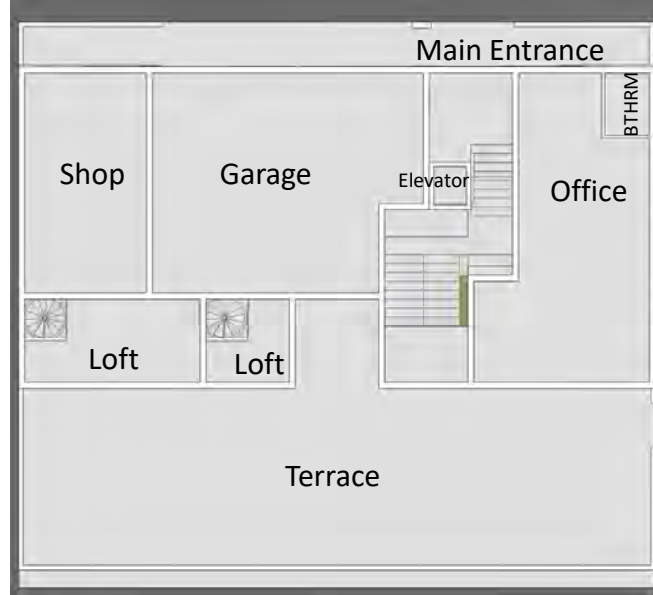 Main Entrance
BTHRM
Shop
Garage
Elevator
Office
Loft
Loft
Terrace